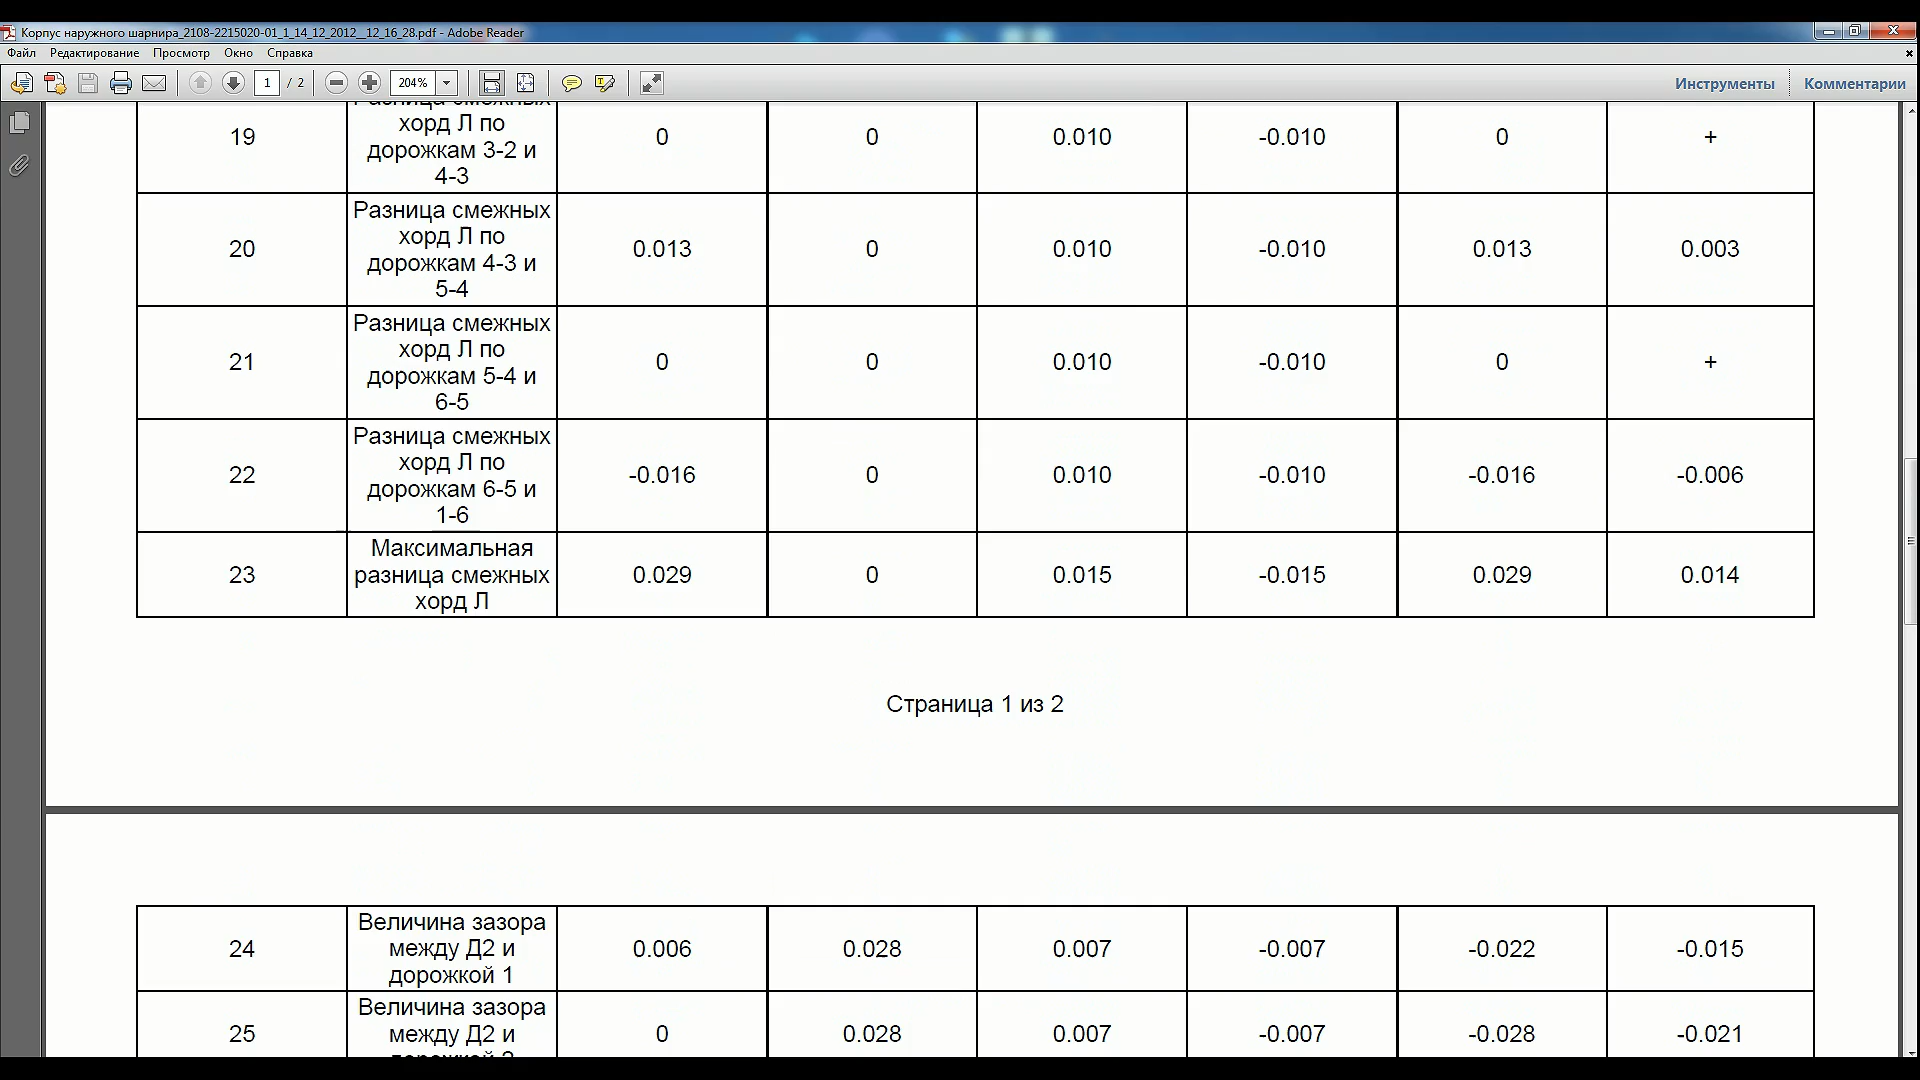 Корпус наружного шарнира_2108-2215020-01_1_14_12_2012__12_16_28.pdf - Adobe Reader
Файл Редактирование Просмотр Окно Справка
1 / 2 204% Инструменты Комментарии
Разница смежных
хорд Л по
дорожкам 3-2 и
4-3
19 0 0 0.010 -0.010 0 +
Разница смежных
хорд Л по
дорожкам 4-3 и
5-4
20 0.013 0 0.010 -0.010 0.013 0.003
Разница смежных
хорд Л по
дорожкам 5-4 и
6-5
21 0 0 0.010 -0.010 0 +
Разница смежных
хорд Л по
дорожкам 6-5 и
1-6
22 -0.016 0 0.010 -0.010 -0.016 -0.006
Максимальная
разница смежных
хорд Л
23 0.029 0 0.015 -0.015 0.029 0.014
Страница 1 из 2
Величина зазора
между Д2 и
дорожкой 1
24 0.006 0.028 0.007 -0.007 -0.022 -0.015
Величина зазора
между Д2 и
25 0 0.028 0.007 -0.007 -0.028 -0.021